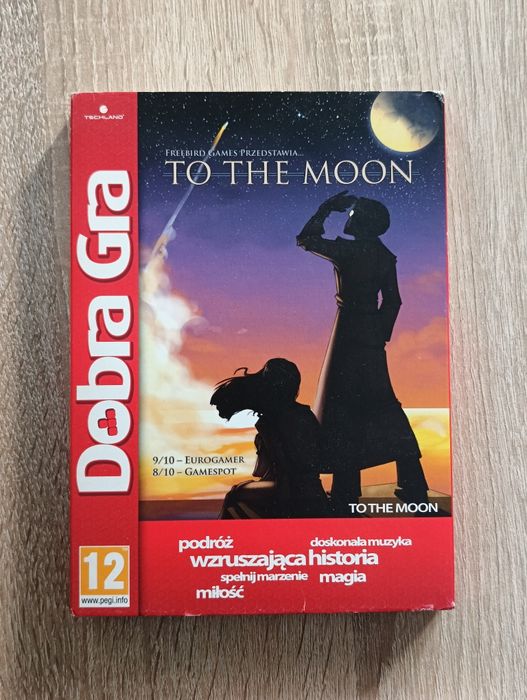 TECHLAND
Dobra Gra
FREEBIRD GAMES PRZEDSTAWIA...
TO THE MOON
9/10 – EUROGAMER
8/10 – GAMESPOT
TO THE MOON
podróż
doskonała muzyka
wzruszająca historia
spełnij marzenie
magia
miłość
12
www.pegi.info